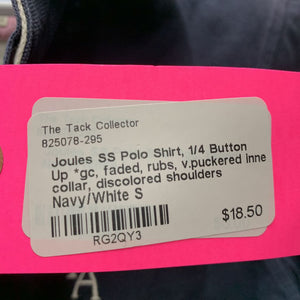 The Tack Collector
825078-295
Joules SS Polo Shirt, 1/4 Button
Up *gc, faded, rubs, v.puckered inne
collar, discolored shoulders
Navy/White S
$18.50
RG2QY3
A